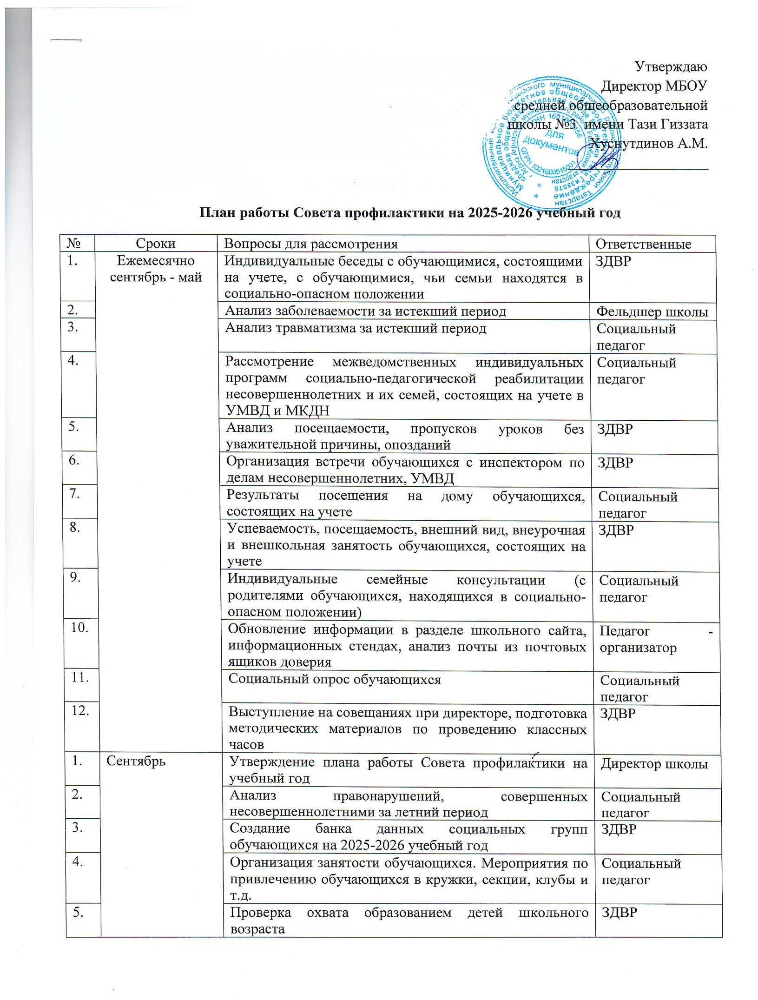 Утверждаю
Директор МБОУ
средней общеобразовательной
школы №3 имени Тази Гиззата
Хуснутдинов А.М.
для
документов
ОГРН 1021600515001
План работы Совета профилактики на 2025-2026 учебный год
№ Сроки Вопросы для рассмотрения Ответственные
1. Ежемесячно Индивидуальные беседы с обучающимися, состоящими ЗДВР
сентябрь - май на учете, с обучающимися, чьи семьи находятся в
социально-опасном положении
2. Анализ заболеваемости за истекший период Фельдшер школы
3. Анализ травматизма за истекший период Социальный
педагог
4. Рассмотрение межведомственных индивидуальных Социальный
программ социально-педагогической реабилитации педагог
несовершеннолетних и их семей, состоящих на учете в
УМВД и МКДН
5. Анализ посещаемости, пропусков уроков без ЗДВР
уважительной причины, опозданий
6. Организация встречи обучающихся с инспектором по ЗДВР
делам несовершеннолетних, УМВД
7. Результаты посещения на дому обучающихся, Социальный
состоящих на учете педагог
8. Успеваемость, посещаемость, внешний вид, внеурочная ЗДВР
и внешкольная занятость обучающихся, состоящих на
учете
9. Индивидуальные семейные консультации (с Социальный
родителями обучающихся, находящихся в социально- педагог
опасном положении)
10. Обновление информации в разделе школьного сайта, Педагог -
информационных стендах, анализ почты из почтовых организатор
ящиков доверия
11. Социальный опрос обучающихся Социальный
педагог
12. Выступление на совещаниях при директоре, подготовка ЗДВР
методических материалов по проведению классных
часов
1. Сентябрь Утверждение плана работы Совета профилактики на Директор школы
учебный год
2. Анализ правонарушений, совершенных Социальный
несовершеннолетними за летний период педагог
3. Создание банка данных социальных групп ЗДВР
обучающихся на 2025-2026 учебный год
4. Организация занятости обучающихся. Мероприятия по Социальный
привлечению обучающихся в кружки, секции, клубы и педагог
т.д.
5. Проверка охвата образованием детей школьного ЗДВР
возраста